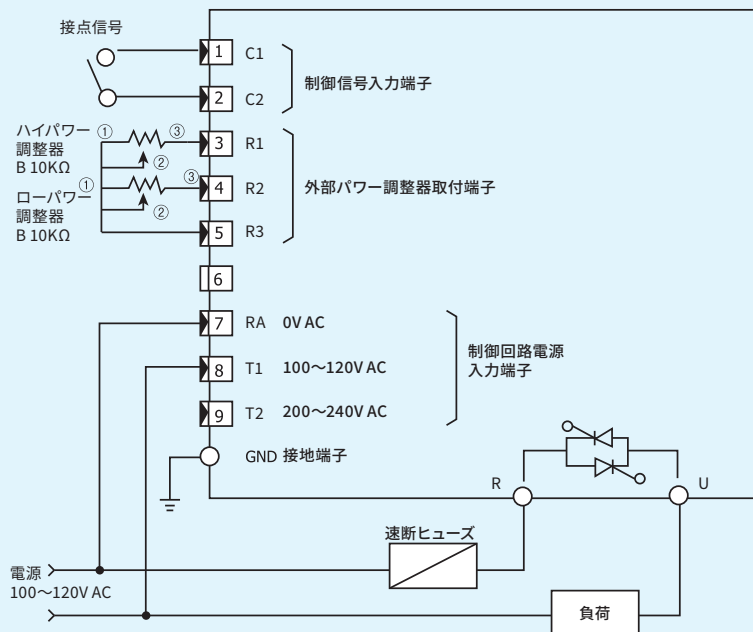 接点信号
1 C1
制御信号入力端子
2 C2
ハイパワー
調整器
B 10KΩ
① ③
②
3 R1
外部パワー調整器取付端子
ローパワー
調整器
B 10KΩ
① ③
②
4 R2
5 R3
6
7 RA 0V AC
制御回路電源
入力端子
8 T1 100～120V AC
9 T2 200～240V AC
GND 接地端子
R
U
速断ヒューズ
電源
100～120V AC
負荷